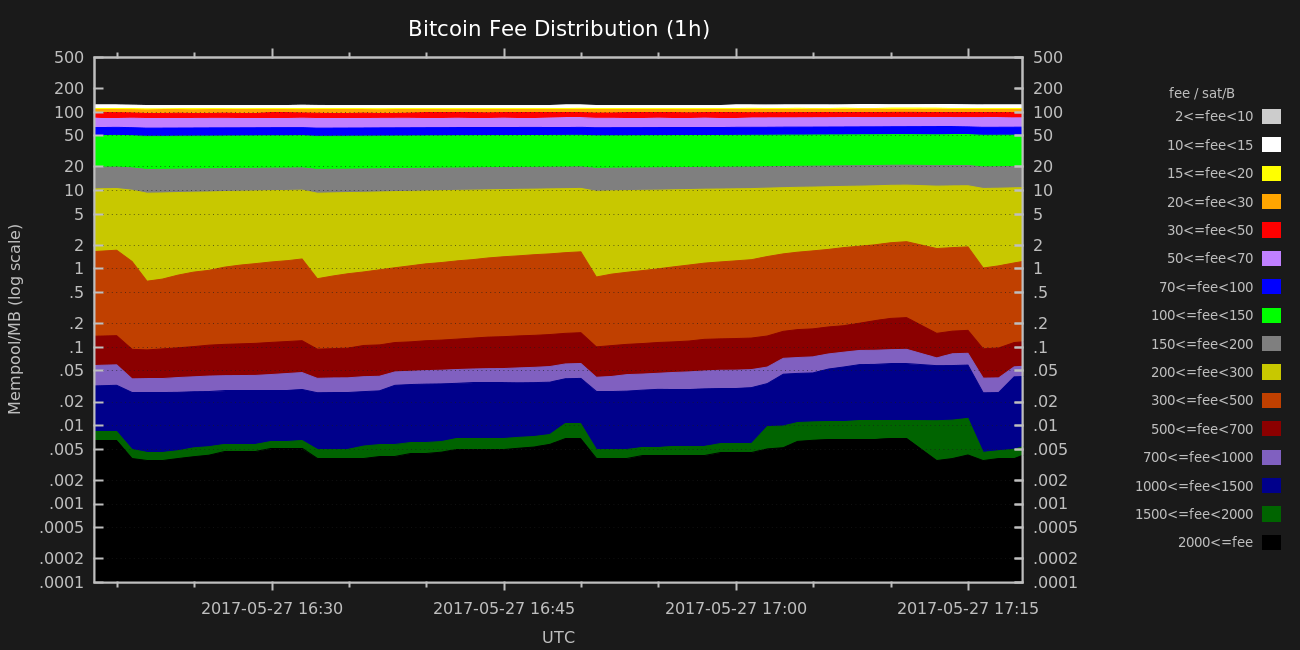 Bitcoin Fee Distribution (1h)
500 500
200 200
100 100
50 50
20 20
10 10
5 5
2 2
1 1
.5 .5
.2 .2
.1 .1
.05 .05
.02 .02
.01 .01
.005 .005
.002 .002
.001 .001
.0005 .0005
.0002 .0002
.0001 .0001
Mempool/MB (log scale)
2017-05-27 16:30 2017-05-27 16:45 2017-05-27 17:00 2017-05-27 17:15
UTC
fee / sat/B
2<=fee<10
10<=fee<15
15<=fee<20
20<=fee<30
30<=fee<50
50<=fee<70
70<=fee<100
100<=fee<150
150<=fee<200
200<=fee<300
300<=fee<500
500<=fee<700
700<=fee<1000
1000<=fee<1500
1500<=fee<2000
2000<=fee